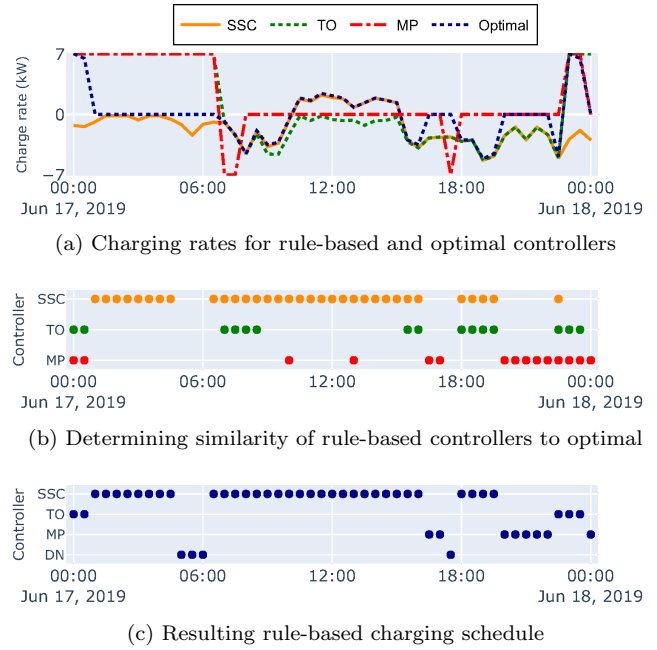 SSC TO MP Optimal
Charge rate (kW)
7
0
−7
00:00 06:00 12:00 18:00 00:00
Jun 17, 2019 Jun 18, 2019
(a) Charging rates for rule-based and optimal controllers
Controller
SSC
TO
MP
00:00 06:00 12:00 18:00 00:00
Jun 17, 2019 Jun 18, 2019
(b) Determining similarity of rule-based controllers to optimal
Controller
SSC
TO
MP
DN
00:00 06:00 12:00 18:00 00:00
Jun 17, 2019 Jun 18, 2019
(c) Resulting rule-based charging schedule